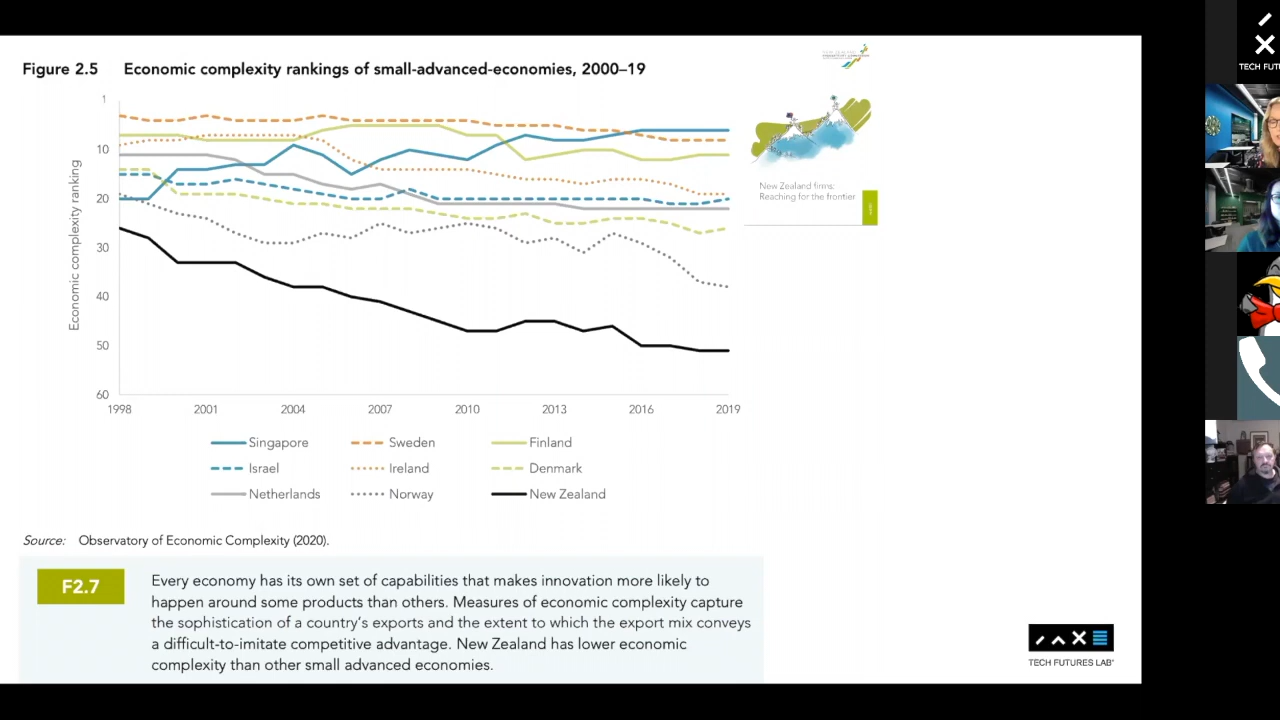 Figure 2.5 Economic complexity rankings of small-advanced-economies, 2000–19
1
10
20
30
40
50
60
Economic complexity ranking
1998 2001 2004 2007 2010 2013 2016 2019
Singapore Sweden Finland
Israel Ireland Denmark
Netherlands Norway New Zealand
Source: Observatory of Economic Complexity (2020).
F2.7
Every economy has its own set of capabilities that makes innovation more likely to
happen around some products than others. Measures of economic complexity capture
the sophistication of a country's exports and the extent to which the export mix conveys
a difficult-to-imitate competitive advantage. New Zealand has lower economic
complexity than other small advanced economies.
New Zealand firms:
Reaching for the frontier
TECH FUTURES LAB
TECH FUTU